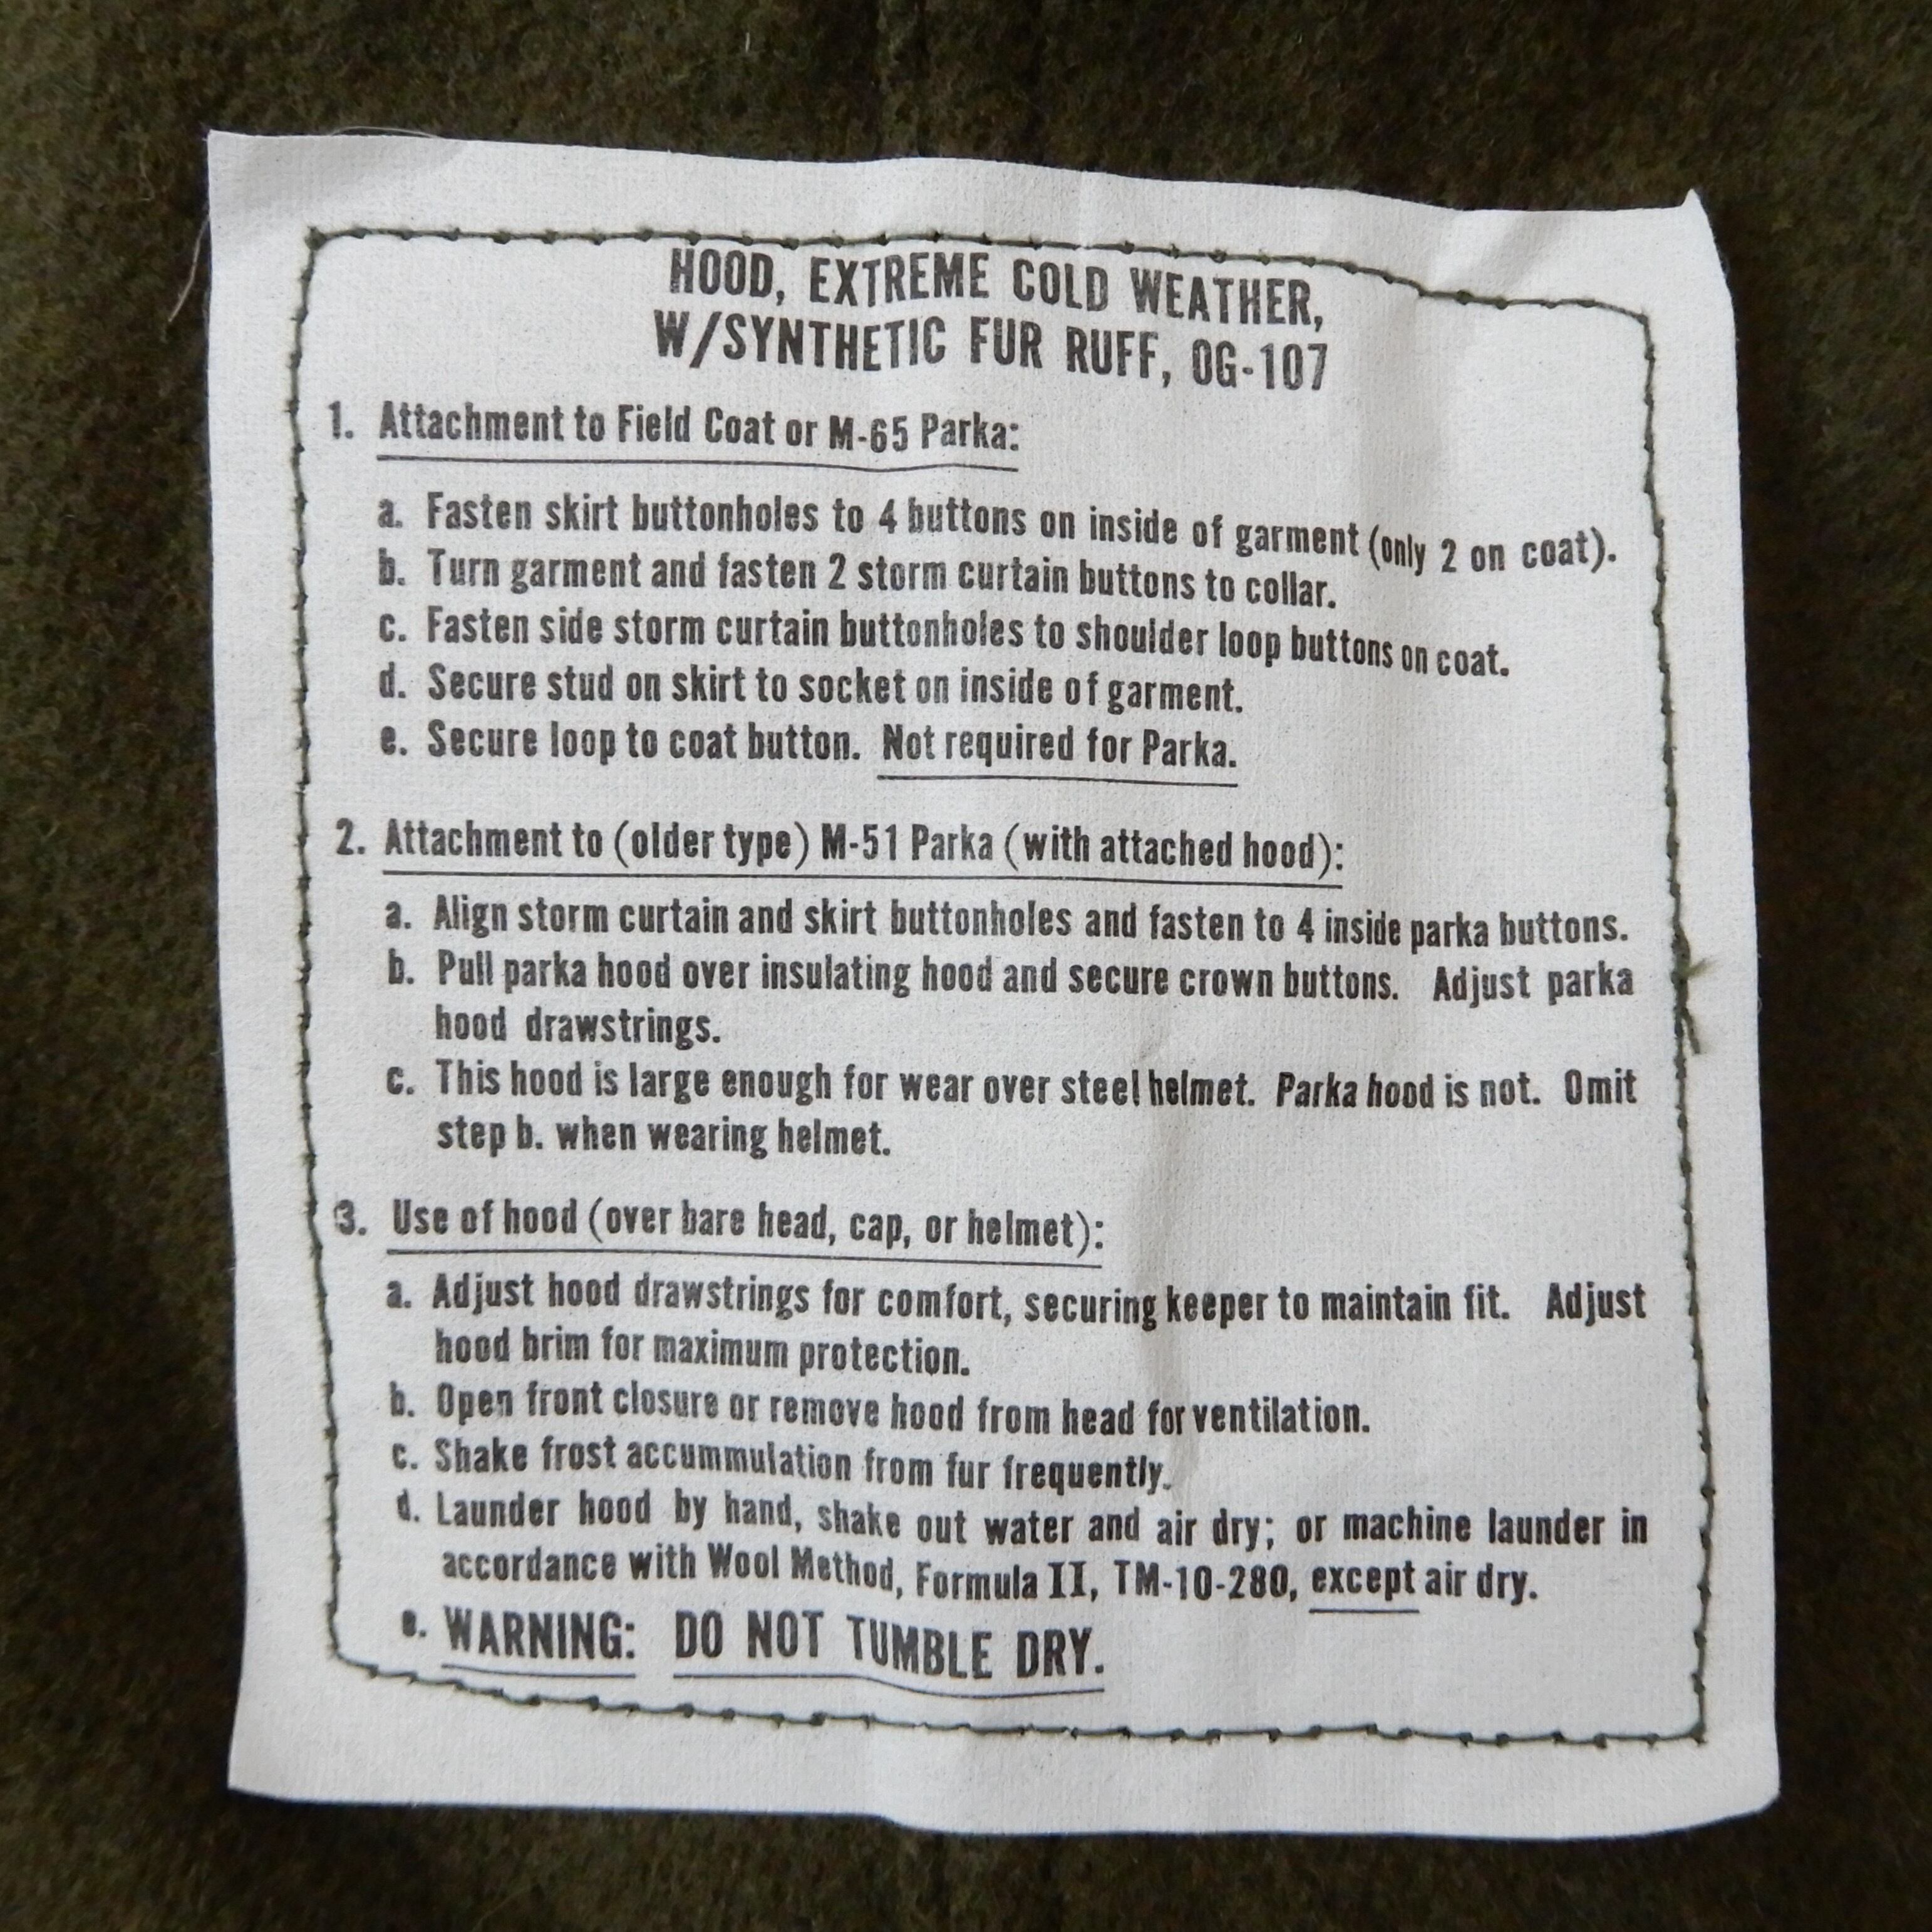 HOOD, EXTREME COLD WEATHER,
W/SYNTHETIC FUR RUFF, OG-107
1. Attachment to Field Coat or M-65 Parka:
a. Fasten skirt buttonholes to 4 buttons on inside of garment (only 2 on coat).
b. Turn garment and fasten 2 storm curtain buttons to collar.
c. Fasten side storm curtain buttonholes to shoulder loop buttons on coat.
d. Secure stud on skirt to socket on inside of garment.
e. Secure loop to coat button. Not required for Parka.
2. Attachment to (older type) M-51 Parka (with attached hood):
a. Align storm curtain and skirt buttonholes and fasten to 4 inside parka buttons.
b. Pull parka hood over insulating hood and secure crown buttons. Adjust parka
hood drawstrings.
c. This hood is large enough for wear over steel helmet. Parka hood is not. Omit
step b. when wearing helmet.
3. Use of hood (over bare head, cap, or helmet):
a. Adjust hood drawstrings for comfort, securing keeper to maintain fit. Adjust
hood brim for maximum protection.
b. Open front closure or remove hood from head for ventilation.
c. Shake frost accummulation from fur frequently.
d. Launder hood by hand, shake out water and air dry; or machine launder in
accordance with Wool Method, Formula II, TM-10-280, except air dry.
e. WARNING: DO NOT TUMBLE DRY.